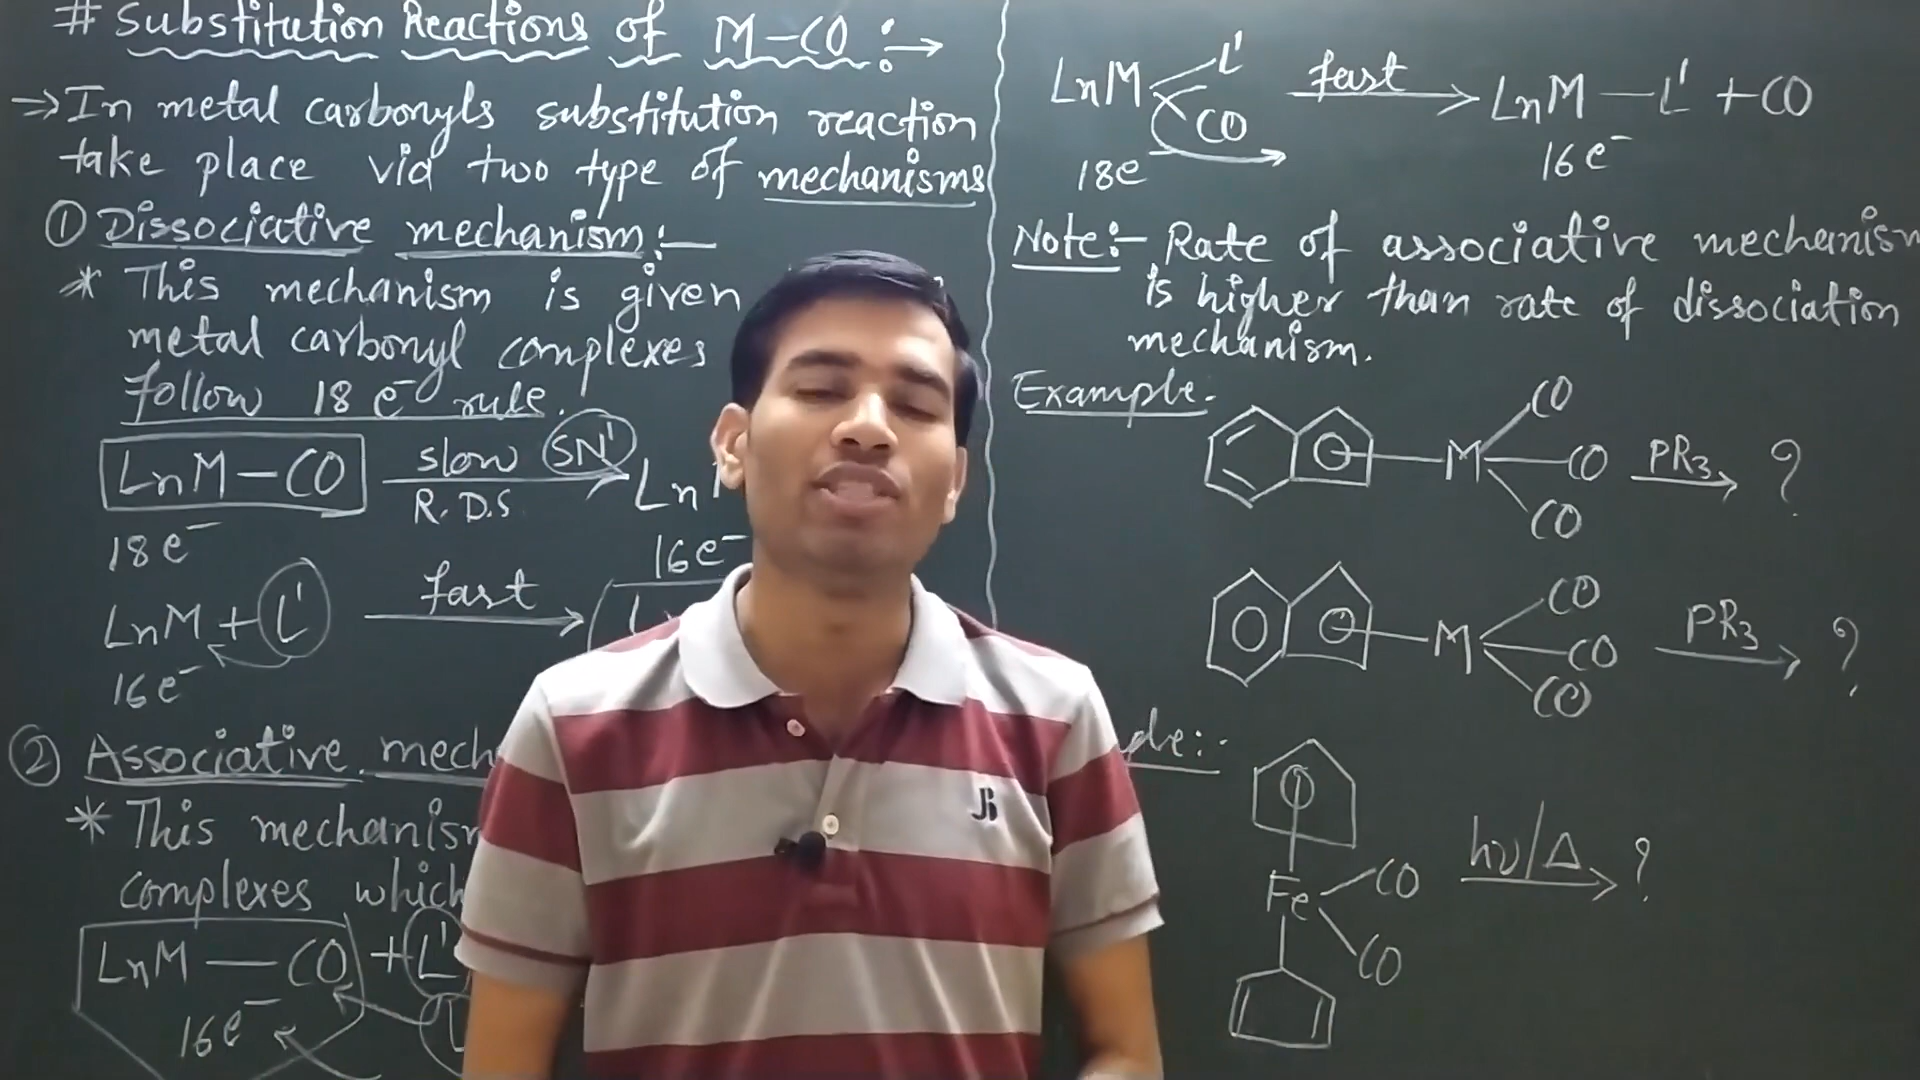 # Substitution Reactions of M-CO :→
→ In metal carbonyls substitution reaction
take place via two type of mechanisms
① Dissociative mechanism:—
* This mechanism is given
metal carbonyl complexes
follow 18 e⁻ rule.
LnM-CO slow SN¹ Ln
R.D.S
18e⁻ 16e⁻
LnM + L' fast
16e⁻
② Associative
* This
complexes which
LnM — CO + L'
16e⁻
LnM L' CO fast LnM — L' + CO
18e⁻ 16e⁻
Note:- Rate of associative mechanism
is higher than rate of dissociation
mechanism.
Example.
M CO CO CO PR₃ ?
M CO CO CO PR₃ ?
Fe CO CO hν/Δ ?
JB